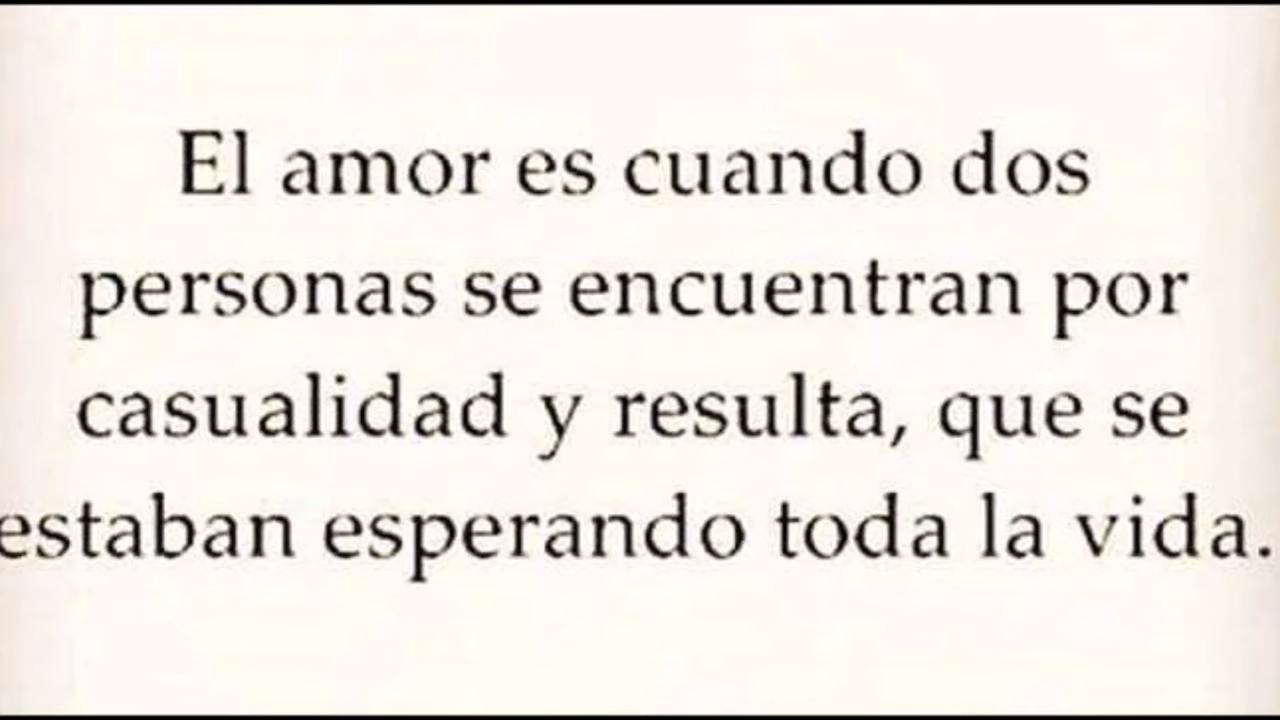 El amor es cuando dos
personas se encuentran por
casualidad y resulta, que se
estaban esperando toda la vida.